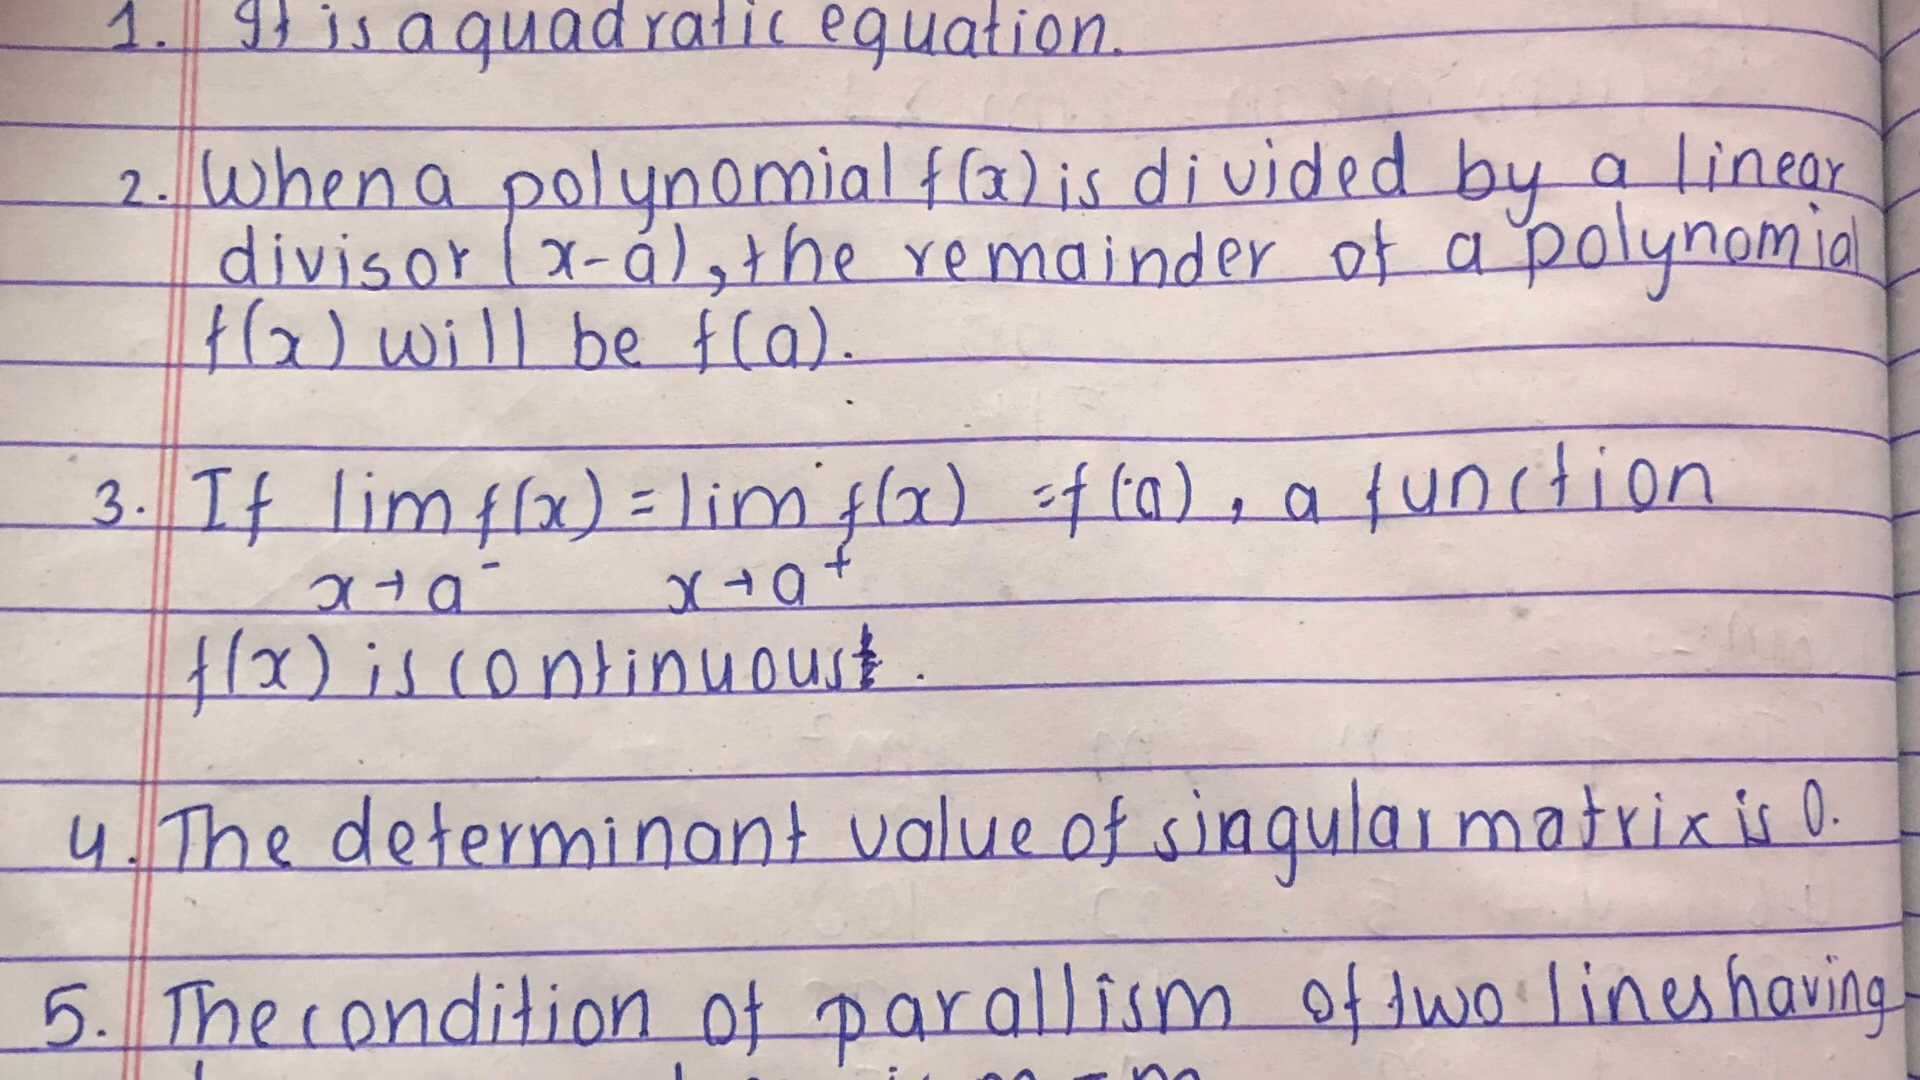 1. It is a quadratic equation.
2. When a polynomial f(x) is divided by a linear
divisor (x-a), the remainder of a polynomial
f(x) will be f(a).
3. If lim f(x) = lim f(x) = f(a), a function
x→a⁻ x→a⁺
f(x) is continuous.
4. The determinant value of singular matrix is 0.
5. The condition of parallism of two lines having